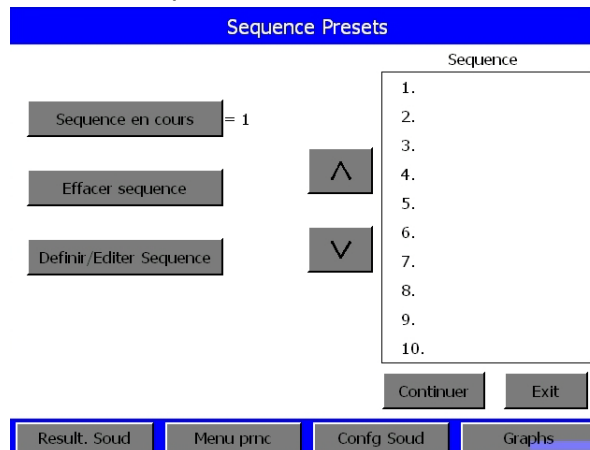 Sequence Presets
Sequence
1.
Sequence en cours = 1
2.
3.
Effacer sequence
4.
5.
6.
Definir/Editer Sequence
7.
8.
9.
10.
Continuer Exit
Result. Soud Menu prnc Confg Soud Graphs